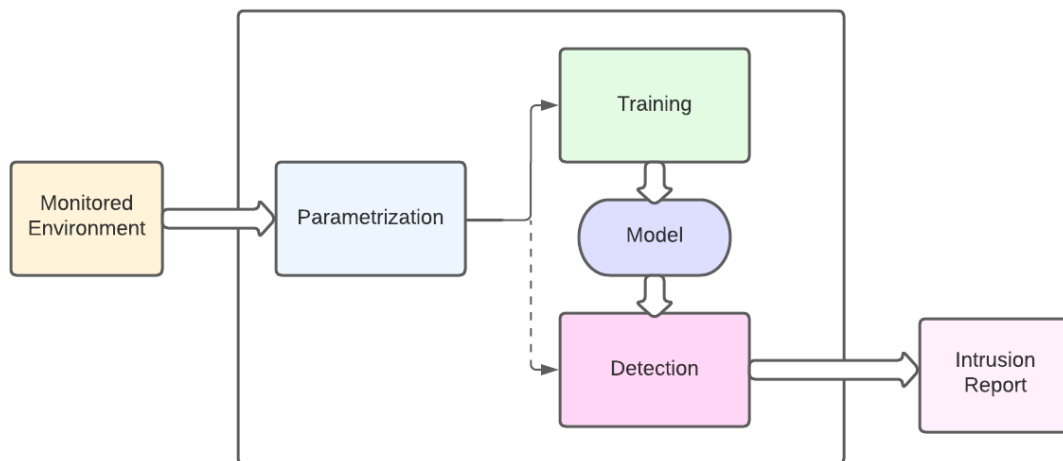 Training
Monitored
Environment
Parametrization
Model
Detection
Intrusion
Report